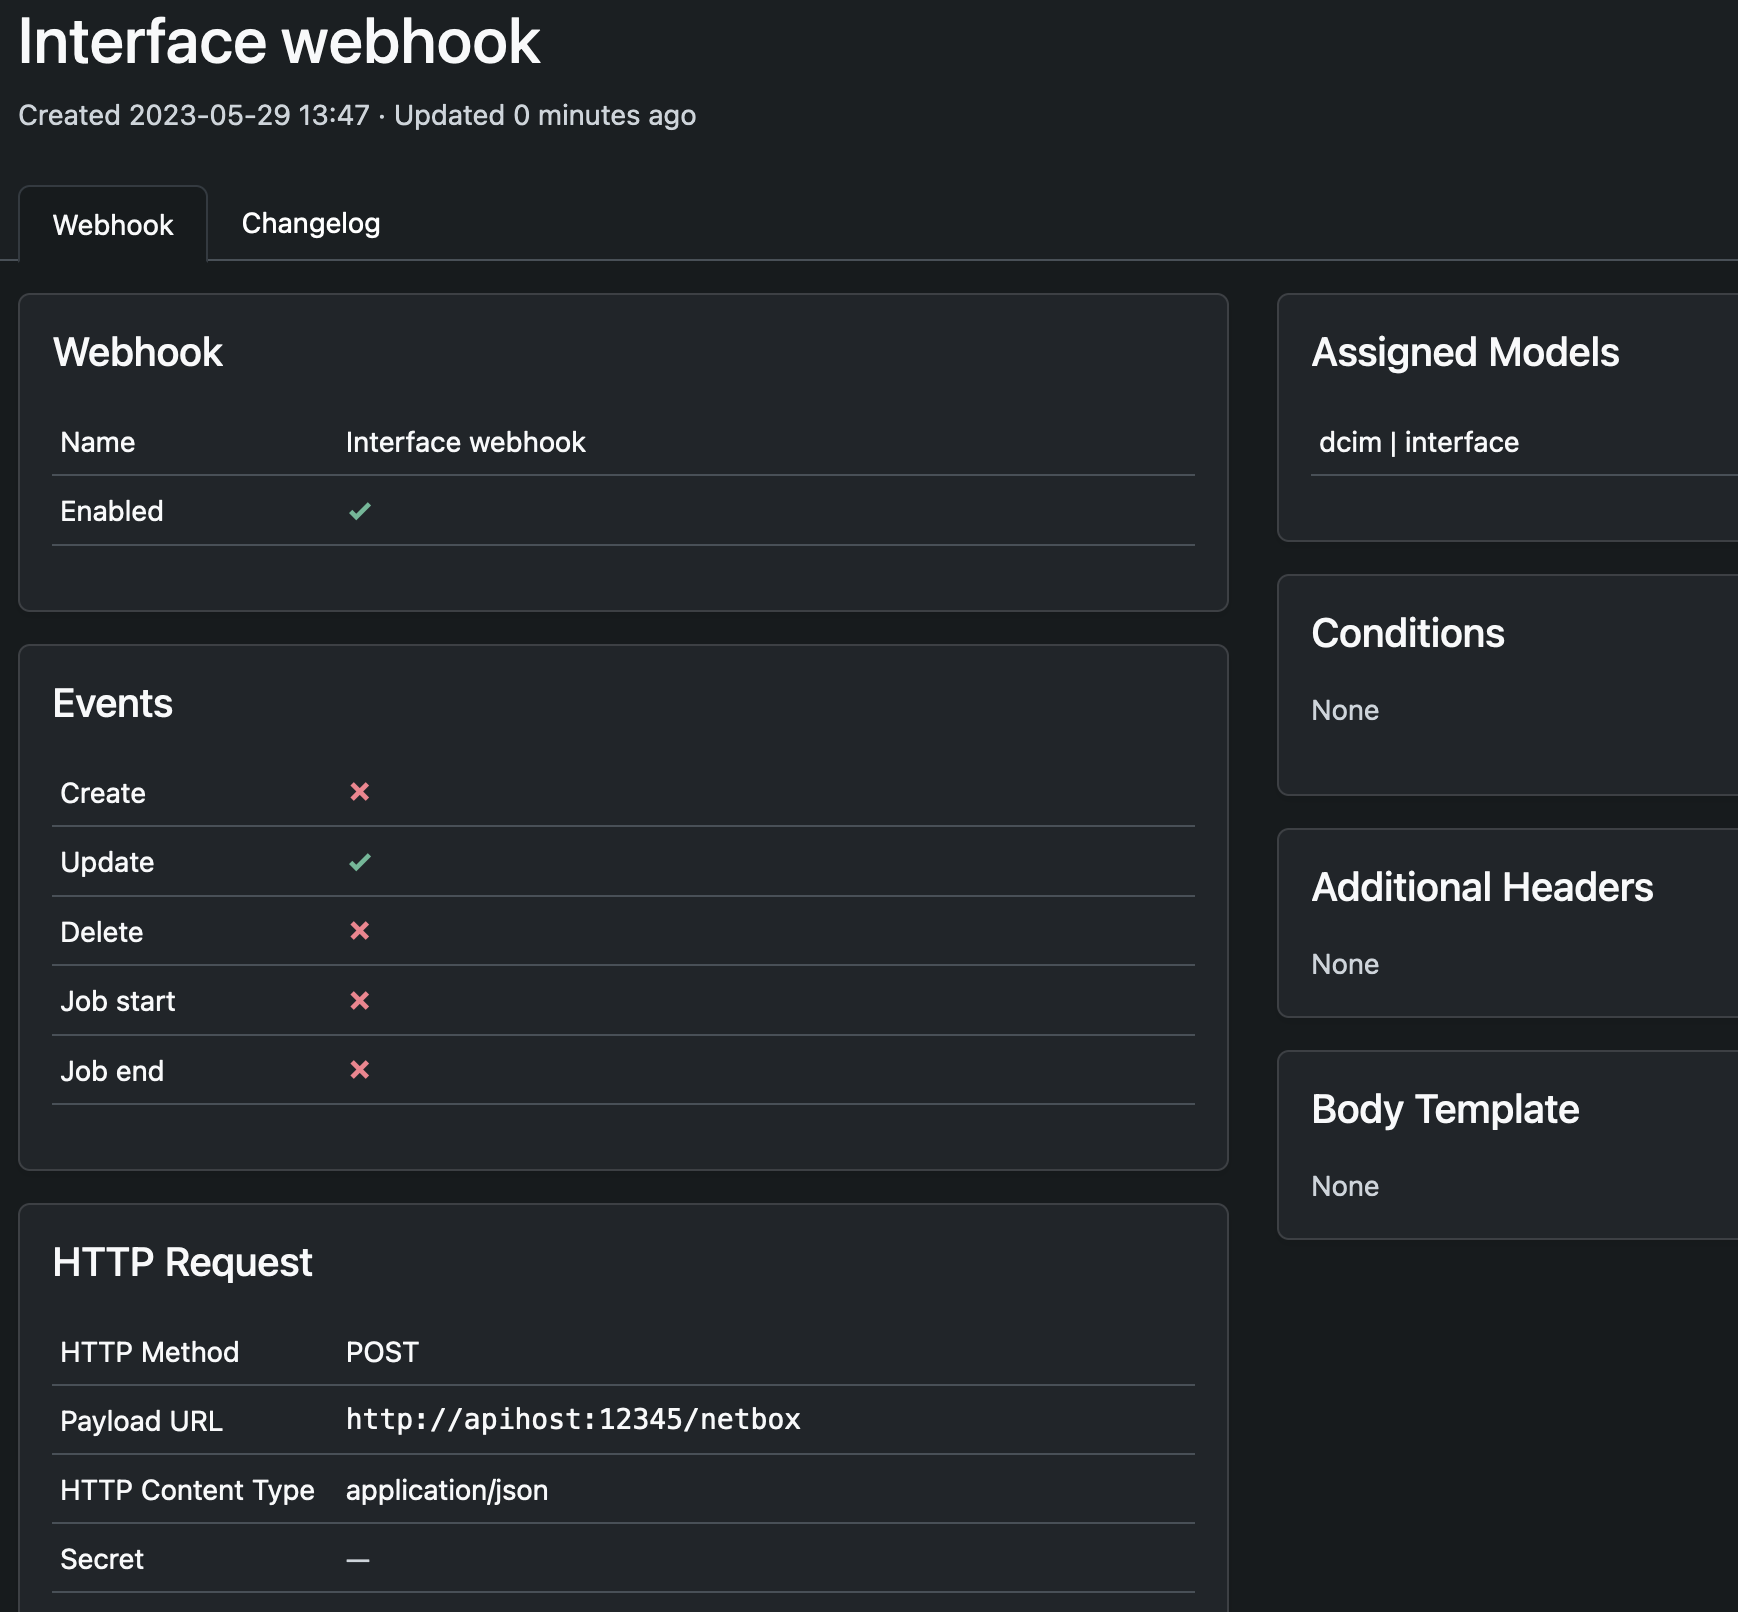 Interface webhook
Created 2023-05-29 13:47 · Updated 0 minutes ago
Webhook Changelog
Webhook
Name Interface webhook
Enabled
Events
Create
Update
Delete
Job start
Job end
HTTP Request
HTTP Method POST
Payload URL http://apihost:12345/netbox
HTTP Content Type application/json
Secret —
Assigned Models
dcim | interface
Conditions
None
Additional Headers
None
Body Template
None